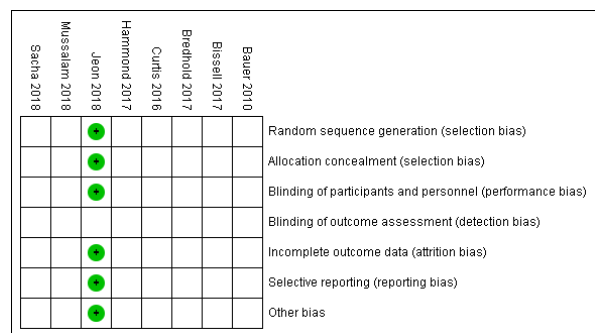 Sacha 2018
Mussalam 2018
Jeon 2018
Hammond 2017
Curtis 2016
Bredhold 2017
Bissell 2017
Bauer 2010
+ Random sequence generation (selection bias)
+ Allocation concealment (selection bias)
+ Blinding of participants and personnel (performance bias)
Blinding of outcome assessment (detection bias)
+ Incomplete outcome data (attrition bias)
+ Selective reporting (reporting bias)
+ Other bias